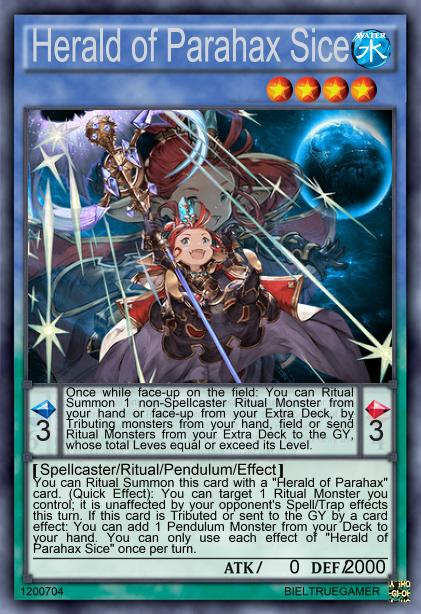 Herald of Parahax Sice
WATER
水
Once while face-up on the field: You can Ritual
Summon 1 non-Spellcaster Ritual Monster from
your hand or face-up from your Extra Deck, by
Tributing monsters from your hand, field or send
Ritual Monsters from your Extra Deck to the GY,
whose total Leves equal or exceed its Level.
3
3
[Spellcaster/Ritual/Pendulum/Effect]
You can Ritual Summon this card with a "Herald of Parahax"
card. (Quick Effect): You can target 1 Ritual Monster you
control; it is unaffected by your opponent's Spell/Trap effects
this turn. If this card is Tributed or sent to the GY by a card
effect: You can add 1 Pendulum Monster from your Deck to
your hand. You can only use each effect of "Herald of
Parahax Sice" once per turn.
ATK/ 0 DEF/2000
1200704
BIELTRUEGAMER